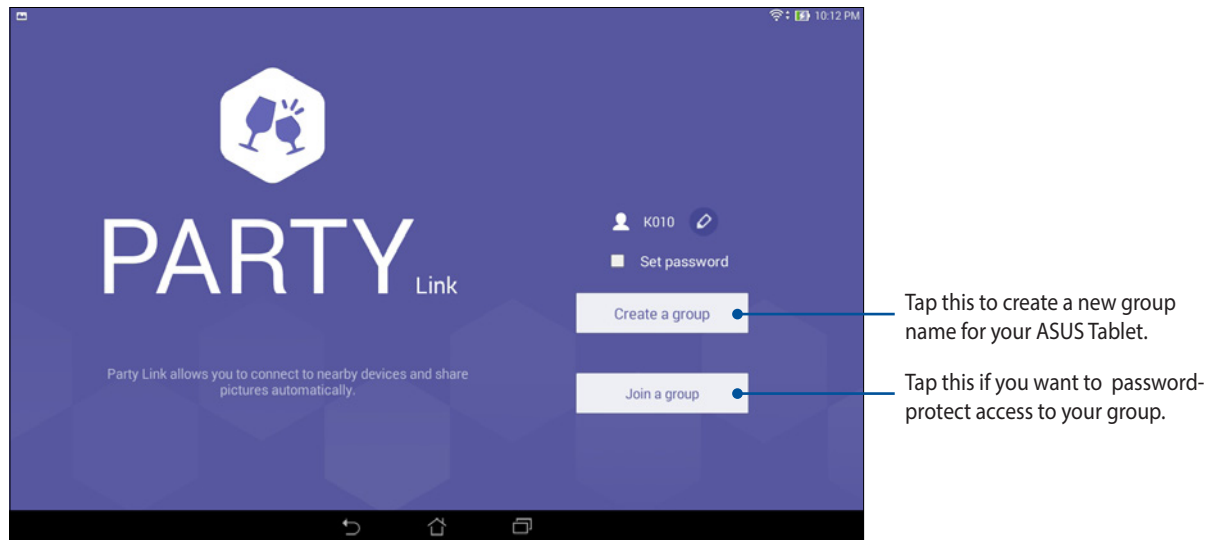 10:12 PM
PARTY Link
K010
Set password
Create a group
Join a group
Party Link allows you to connect to nearby devices and share
pictures automatically.
Tap this to create a new group
name for your ASUS Tablet.
Tap this if you want to password-
protect access to your group.